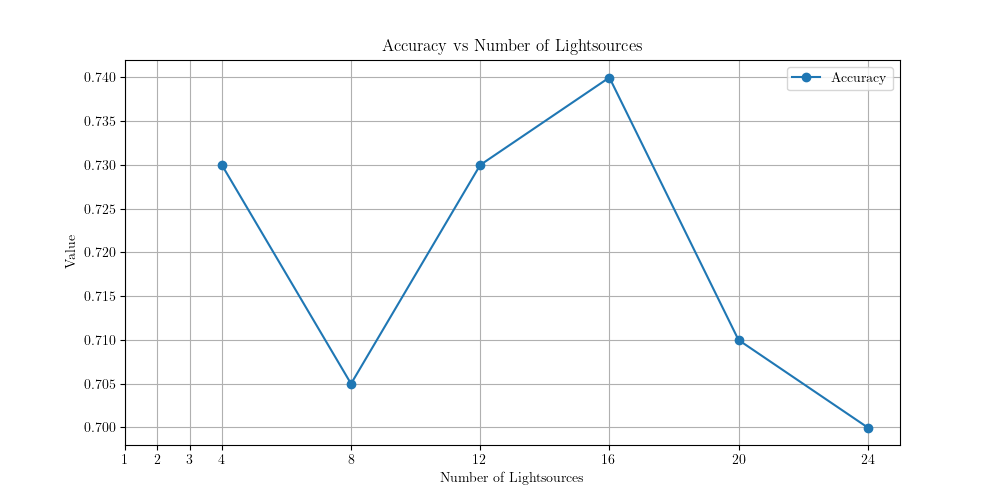 Accuracy vs Number of Lightsources
Accuracy
0.740
0.735
0.730
0.725
0.720
0.715
0.710
0.705
0.700
Value
1 2 3 4 8 12 16 20 24
Number of Lightsources